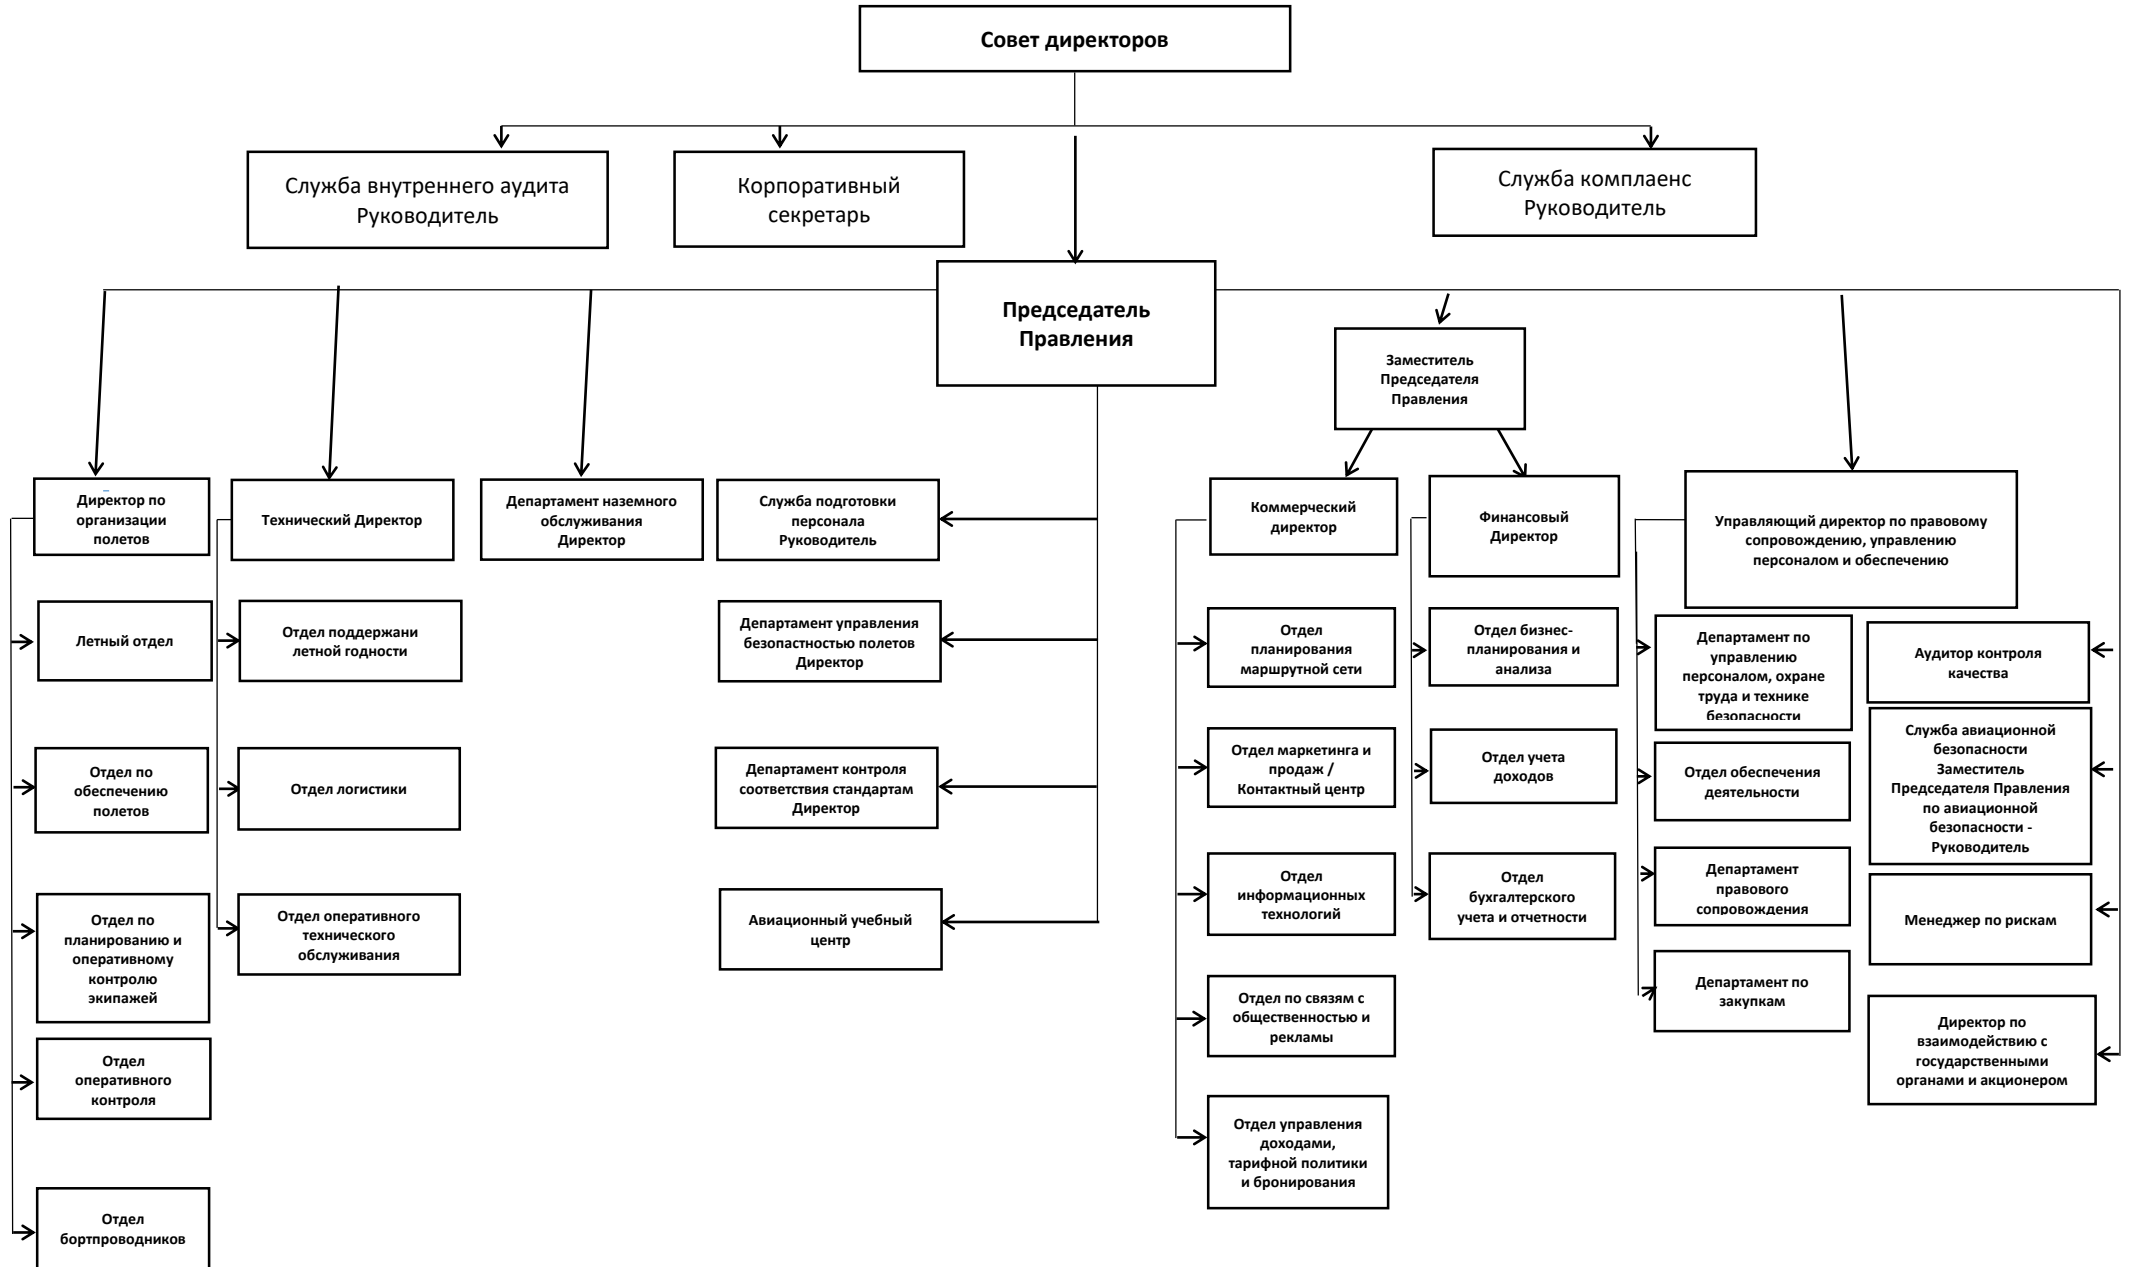 Совет директоров
Служба внутреннего аудита
Руководитель
Корпоративный
секретарь
Служба комплаенс
Руководитель
Председатель
Правления
Заместитель
Председателя
Правления
Директор по
организации
полетов
Технический Директор
Департамент наземного
обслуживания
Директор
Служба подготовки
персонала
Руководитель
Коммерческий
директор
Финансовый
Директор
Управляющий директор по правовому
сопровождению, управлению
персоналом и обеспечению
Летный отдел
Отдел по
обеспечению
полетов
Отдел по
планированию и
оперативному
контролю
экипажей
Отдел
оперативного
контроля
Отдел
бортпроводников
Отдел поддержани
летной годности
Отдел логистики
Отдел оперативного
технического
обслуживания
Департамент управления
безопастностью полетов
Директор
Департамент контроля
соответствия стандартам
Директор
Авиационный учебный
центр
Отдел
планирования
маршрутной сети
Отдел маркетинга и
продаж /
Контактный центр
Отдел
информационных
технологий
Отдел по связям с
общественностью и
рекламы
Отдел управления
доходами,
тарифной политики
и бронирования
Отдел бизнес-
планирования и
анализа
Отдел учета
доходов
Отдел
бухгалтерского
учета и отчетности
Департамент по
управлению
персоналом, охране
труда и технике
безопасности
Отдел обеспечения
деятельности
Департамент
правового
сопровождения
Департамент по
закупкам
Аудитор контроля
качества
Служба авиационной
безопасности
Заместитель
Председателя Правления
по авиационной
безопасности -
Руководитель
Менеджер по рискам
Директор по
взаимодействию с
государственными
органами и акционером